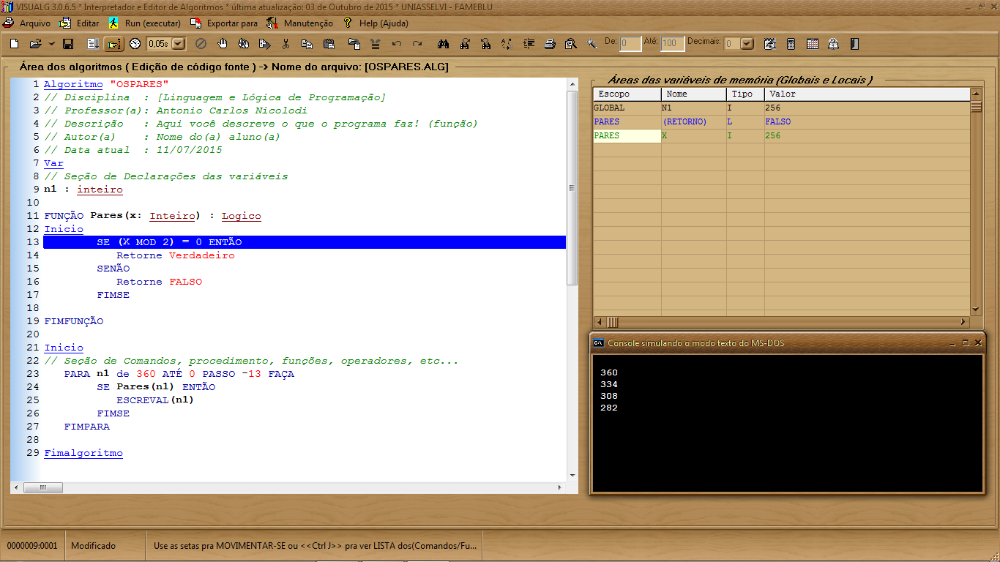 VISUALG 3.0.6.5 * Interpretador e Editor de Algoritmos * última atualização: 03 de Outubro de 2015 * UNIASSELVI - FAMEBLU
Arquivo Editar Run (executar) Exportar para Manutenção Help (Ajuda)
0,05s De: 0 Até: 100 Decimais: 0
Área dos algoritmos ( Edição de código fonte ) -> Nome do arquivo: [OSPARES.ALG]
1 Algoritmo "OSPARES"
2 // Disciplina  : [Linguagem e Lógica de Programação]
3 // Professor(a): Antonio Carlos Nicolodi
4 // Descrição   : Aqui você descreve o que o programa faz! (função)
5 // Autor(a)    : Nome do(a) aluno(a)
6 // Data atual  : 11/07/2015
7 Var
8 // Seção de Declarações das variáveis
9 n1 : inteiro
10
11 FUNÇÃO Pares(x: Inteiro) : Logico
12 Inicio
13 SE (X MOD 2) = 0 ENTÃO
14 Retorne Verdadeiro
15 SENÃO
16 Retorne FALSO
17 FIMSE
18
19 FIMFUNÇÃO
20
21 Inicio
22 // Seção de Comandos, procedimento, funções, operadores, etc...
23 PARA n1 de 360 ATÉ 0 PASSO -13 FAÇA
24 SE Pares(n1) ENTÃO
25 ESCREVAL(n1)
26 FIMSE
27 FIMPARA
28
29 Fimalgoritmo
Áreas das variáveis de memória (Globais e Locais )
Escopo Nome Tipo Valor
GLOBAL N1 I 256
PARES (RETORNO) L FALSO
PARES X I 256
C:\ Console simulando o modo texto do MS-DOS
360
334
308
282
0000009:0001 Modificado Use as setas pra MOVIMENTAR-SE ou <<Ctrl J>> pra ver LISTA dos(Comandos/Fu...